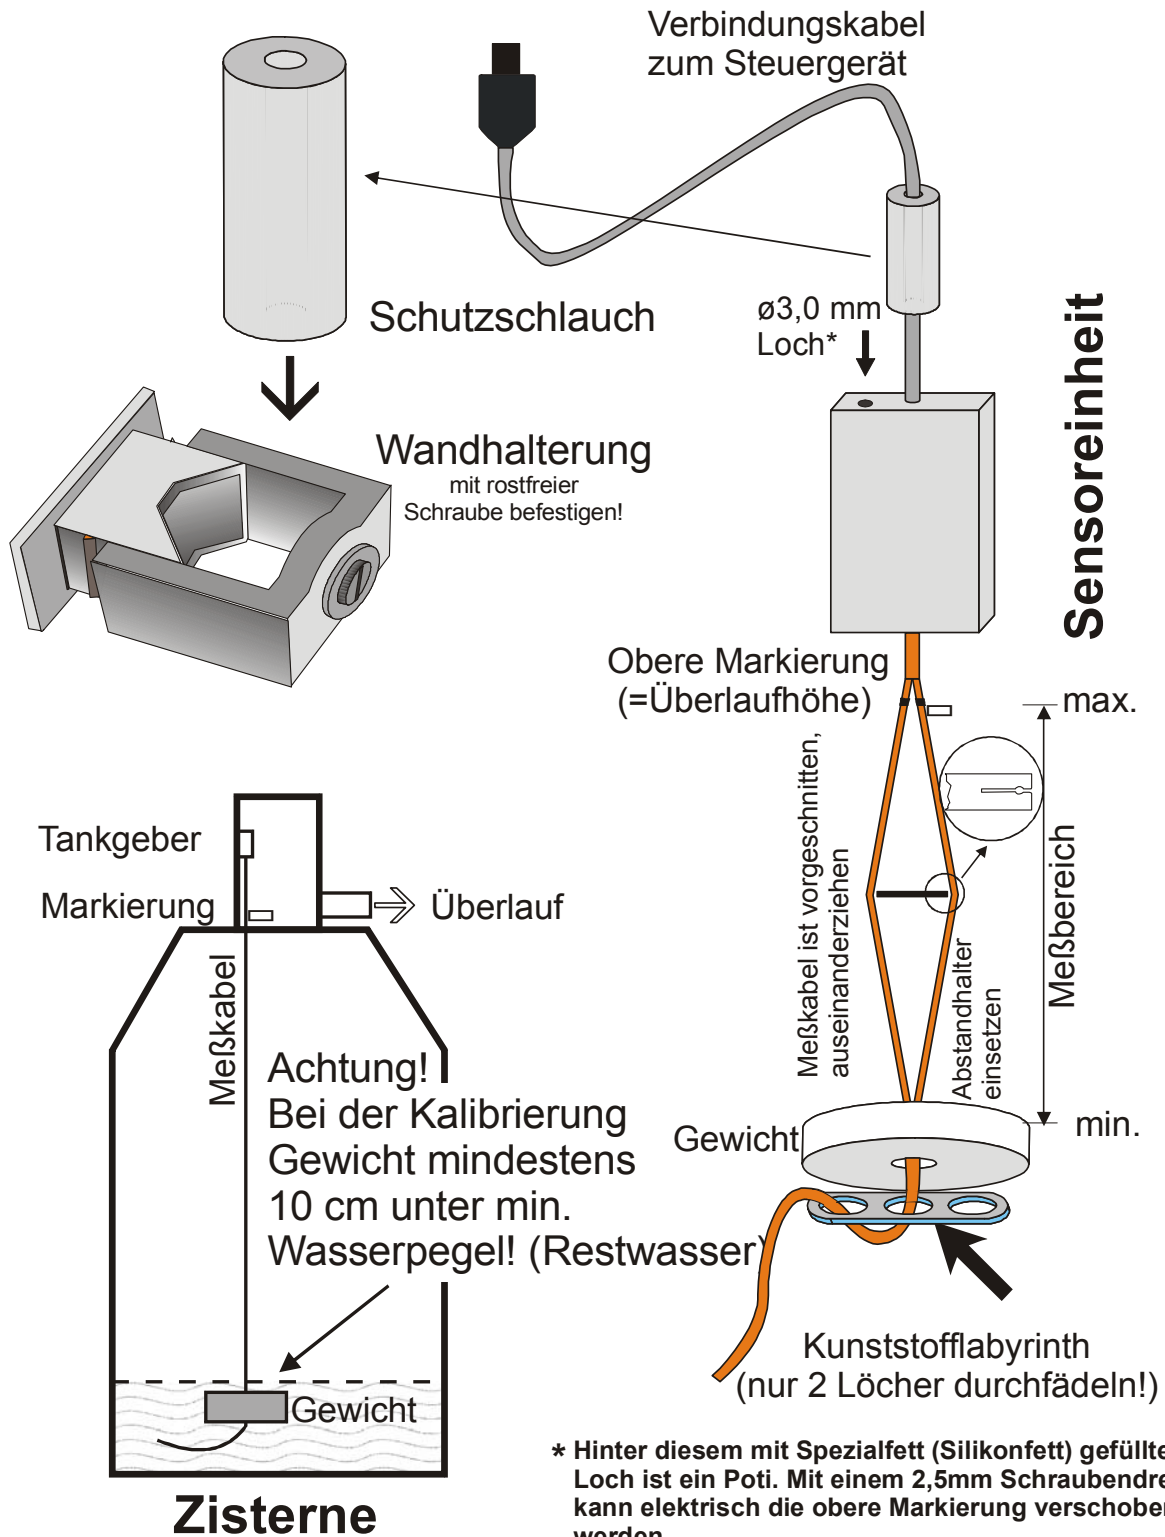 Verbindungskabel
zum Steuergerät
Schutzschlauch
ø3,0 mm
Loch*
Sensoreinheit
Wandhalterung
mit rostfreier
Schraube befestigen!
Obere Markierung
(=Überlaufhöhe)
max.
Meßkabel ist vorgeschnitten,
auseinanderziehen
Abstandhalter
einsetzen
Meßbereich
min.
Gewicht
Kunststofflabyrinth
(nur 2 Löcher durchfädeln!)
Tankgeber
Markierung
Überlauf
Meßkabel
Achtung!
Bei der Kalibrierung
Gewicht mindestens
10 cm unter min.
Wasserpegel! (Restwasser)
Gewicht
Zisterne
* Hinter diesem mit Spezialfett (Silikonfett)
Loch ist ein Poti. Mit einem 2,5mm
kann elektrisch die obere Markierung
werden